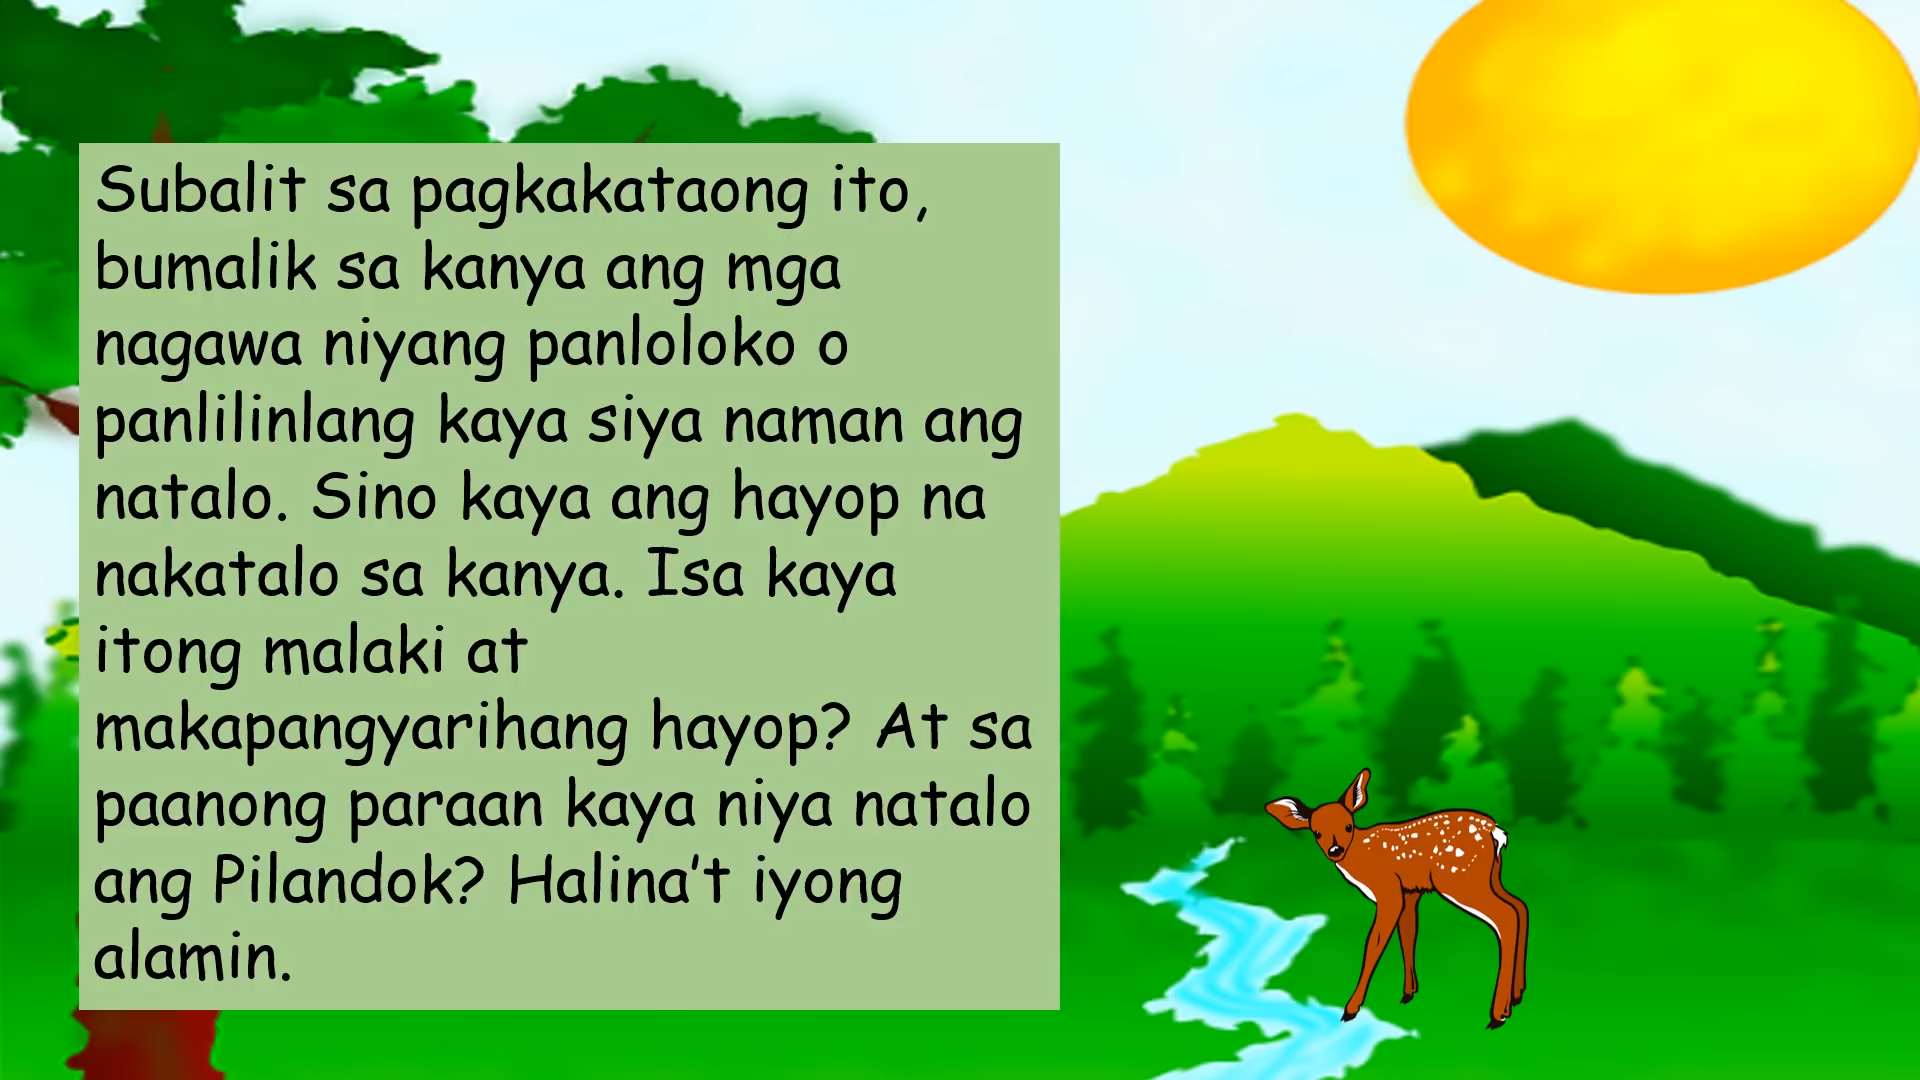 Subalit sa pagkakataong ito,
bumalik sa kanya ang mga
nagawa niyang panloloko o
panlilinlang kaya siya naman ang
natalo. Sino kaya ang hayop na
nakatalo sa kanya. Isa kaya
itong malaki at
makapangyarihang hayop? At sa
paanong paraan kaya niya natalo
ang Pilandok? Halina’t iyong
alamin.